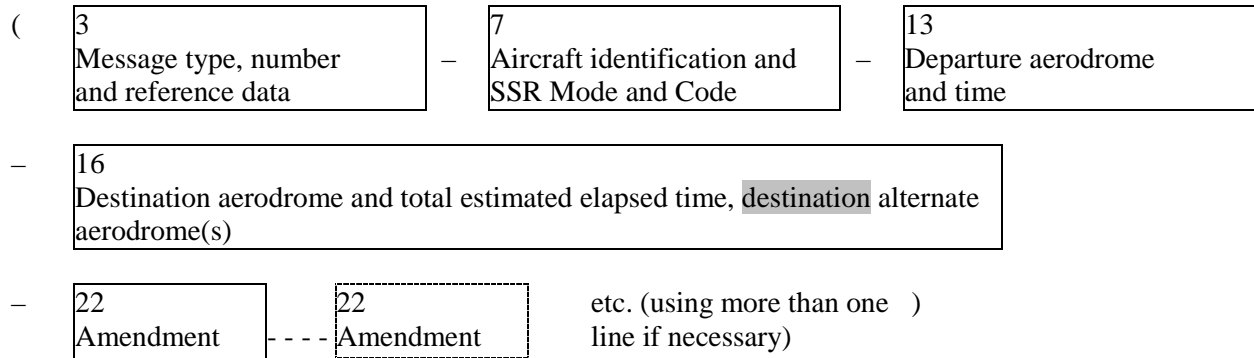 ( 3 7 13
Message type, number – Aircraft identification and – Departure aerodrome
and reference data SSR Mode and Code and time
– 16
Destination aerodrome and total estimated elapsed time, destination alternate
aerodrome(s)
– 22 22 etc. (using more than one )
Amendment - - - - Amendment line if necessary)